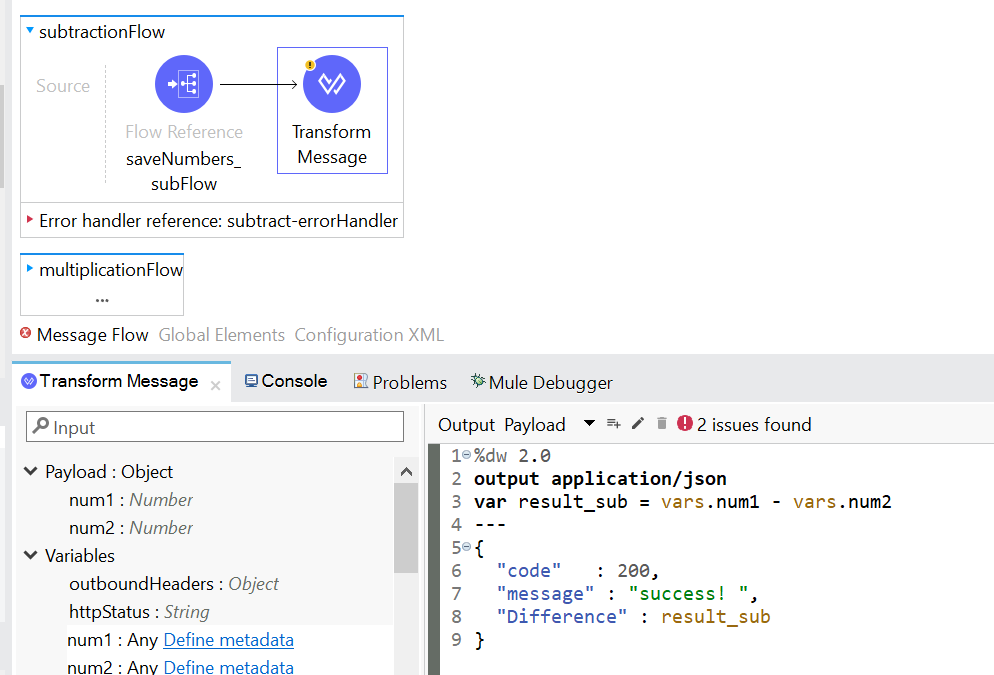 subtractionFlow
Source
Flow Reference
saveNumbers_
subFlow
Transform
Message
Error handler reference: subtract-errorHandler
multiplicationFlow
...
Message Flow Global Elements Configuration XML
Transform Message Console Problems Mule Debugger
Input
Payload : Object
num1 : Number
num2 : Number
Variables
outboundHeaders : Object
httpStatus : String
num1 : Any Define metadata
num2 : Any Define metadata
Output Payload 2 issues found
1 %dw 2.0
2 output application/json
3 var result_sub = vars.num1 - vars.num2
4 ---
5 {
6 "code" : 200,
7 "message" : "success! ",
8 "Difference" : result_sub
9 }